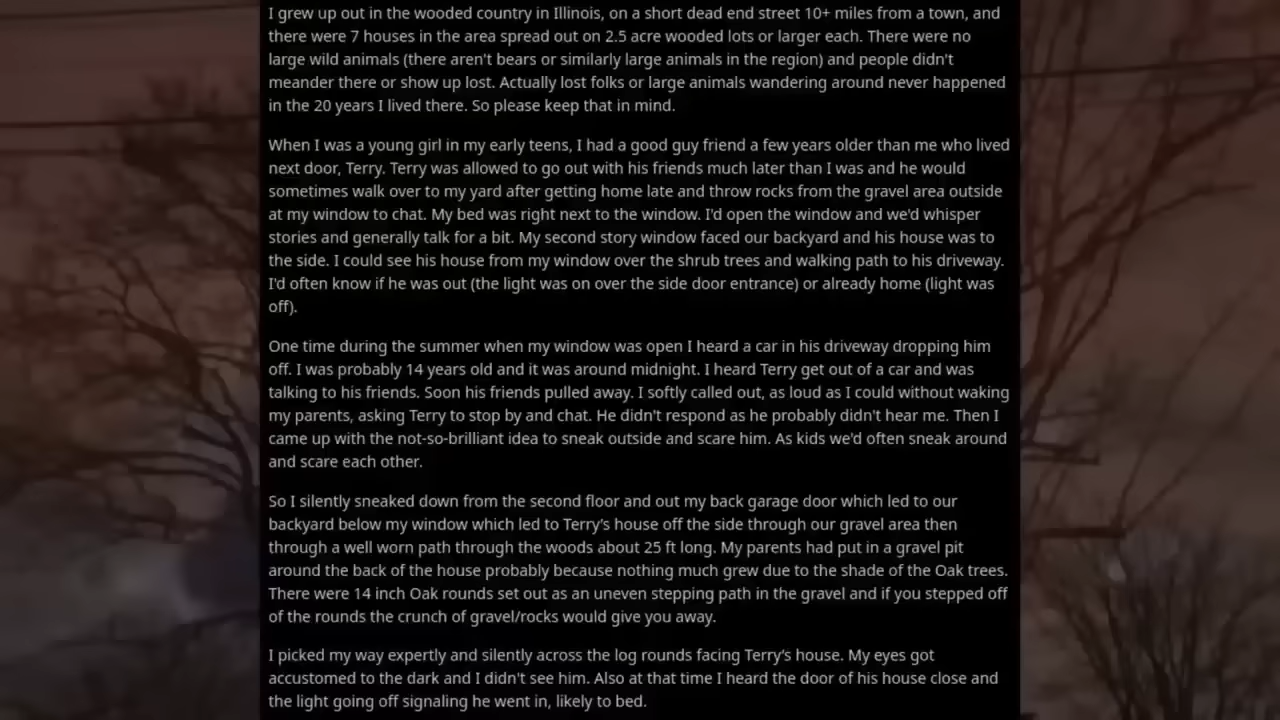 I grew up out in the wooded country in Illinois, on a short dead end street 10+ miles from a town, and
there were 7 houses in the area spread out on 2.5 acre wooded lots or larger each. There were no
large wild animals (there aren't bears or similarly large animals in the region) and people didn't
meander there or show up lost. Actually lost folks or large animals wandering around never happened
in the 20 years I lived there. So please keep that in mind.
When I was a young girl in my early teens, I had a good guy friend a few years older than me who lived
next door, Terry. Terry was allowed to go out with his friends much later than I was and he would
sometimes walk over to my yard after getting home late and throw rocks from the gravel area outside
at my window to chat. My bed was right next to the window. I'd open the window and we'd whisper
stories and generally talk for a bit. My second story window faced our backyard and his house was to
the side. I could see his house from my window over the shrub trees and walking path to his driveway.
I'd often know if he was out (the light was on over the side door entrance) or already home (light was
off).
One time during the summer when my window was open I heard a car in his driveway dropping him
off. I was probably 14 years old and it was around midnight. I heard Terry get out of a car and was
talking to his friends. Soon his friends pulled away. I softly called out, as loud as I could without waking
my parents, asking Terry to stop by and chat. He didn't respond as he probably didn't hear me. Then I
came up with the not-so-brilliant idea to sneak outside and scare him. As kids we'd often sneak around
and scare each other.
So I silently sneaked down from the second floor and out my back garage door which led to our
backyard below my window which led to Terry's house off the side through our gravel area then
through a well worn path through the woods about 25 ft long. My parents had put in a gravel pit
around the back of the house probably because nothing much grew due to the shade of the Oak trees.
There were 14 inch Oak rounds set out as an uneven stepping path in the gravel and if you stepped off
of the rounds the crunch of gravel/rocks would give you away.
I picked my way expertly and silently across the log rounds facing Terry's house. My eyes got
accustomed to the dark and I didn't see him. Also at that time I heard the door of his house close and
the light going off signaling he went in, likely to bed.